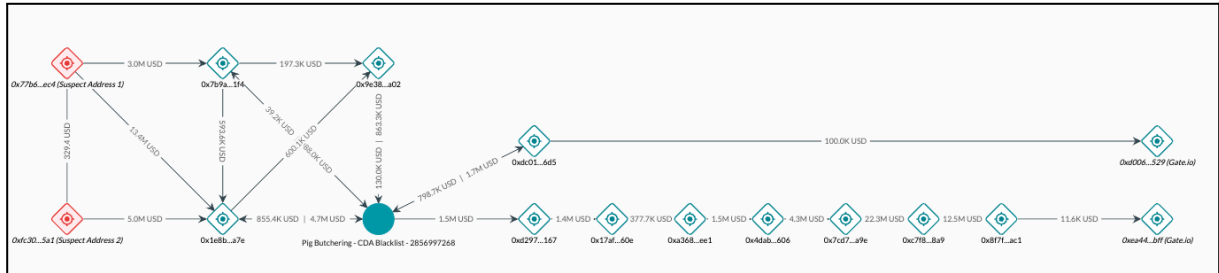 3.0M USD
197.3K USD
0x77b6...ec4 (Suspect Address 1)
0x7b9a...1f4
0x9e38...a02
329.4 USD
13.4M USD
593.6K USD
39.2K USD
88.0K USD
600.1K USD
130.0K USD | 863.3K USD
100.0K USD
0xdc01...6d5
0xd006...529 (Gate.io)
798.7K USD | 1.7M USD
5.0M USD
855.4K USD | 4.7M USD
1.5M USD
1.4M USD
377.7K USD
1.5M USD
4.3M USD
22.3M USD
12.5M USD
11.6K USD
0xfc30...5a1 (Suspect Address 2)
0x1e8b...a7e
Pig Butchering - CDA Blacklist - 2856997268
0xd297...167
0x17af...60e
0xa368...ee1
0x4dab...606
0x7cd7...a9e
0xc7f8...8a9
0x8f7f...ac1
0xea44...bff (Gate.io)